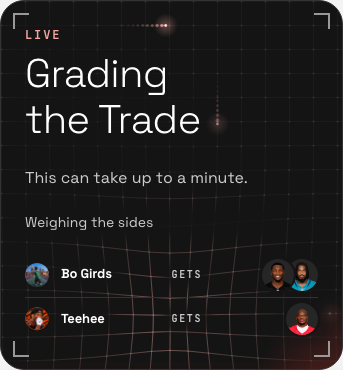 LIVE
Grading
the Trade
This can take up to a minute.
Weighing the sides
Bo Girds GETS
Teehee GETS